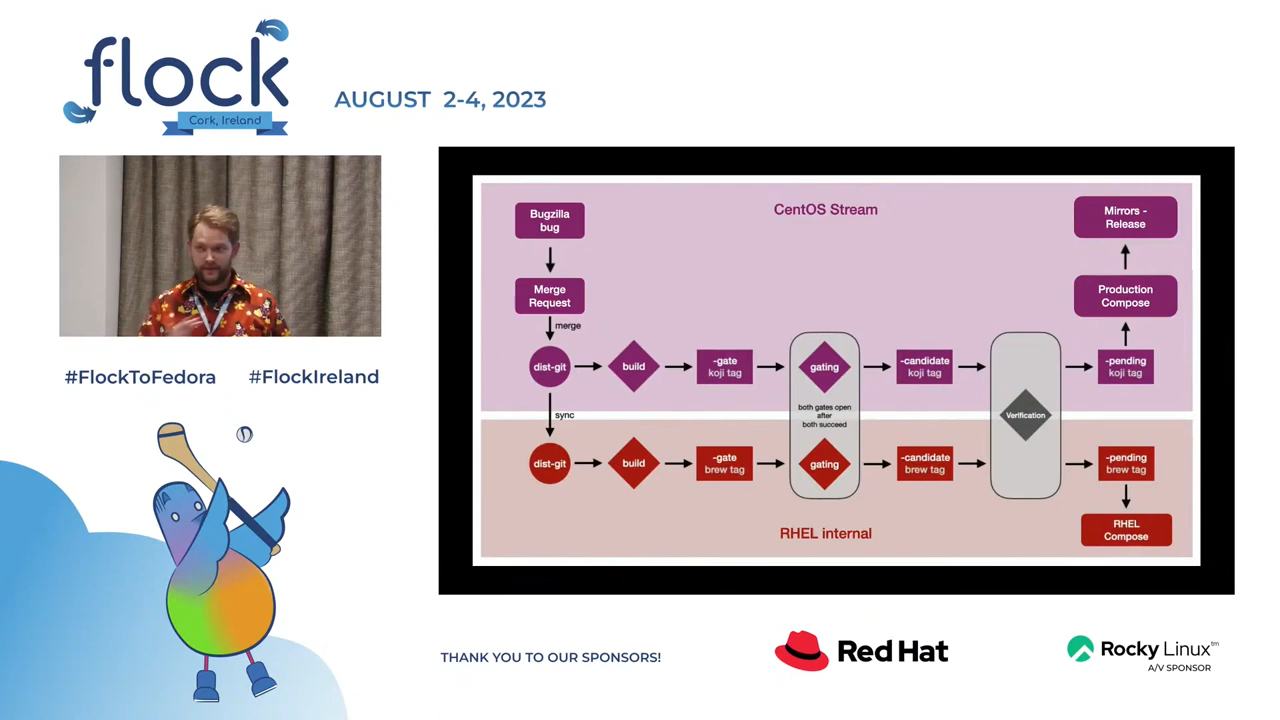 flock
Cork, Ireland
AUGUST 2-4, 2023
#FlockToFedora #FlockIreland
CentOS Stream
Bugzilla
bug
Merge
Request
merge
dist-git
build
-gate
koji tag
gating
-candidate
koji tag
-pending
koji tag
Production
Compose
Mirrors -
Release
both gates open
after
both succeed
Verification
sync
dist-git
build
-gate
brew tag
gating
-candidate
brew tag
-pending
brew tag
RHEL
Compose
RHEL internal
THANK YOU TO OUR SPONSORS!
Red Hat
Rocky Linux™
A/V SPONSOR